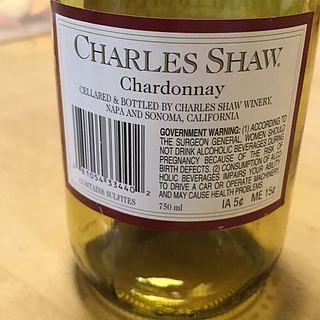 CHARLES SHAW.
Chardonnay
CELLARED & BOTTLED BY CHARLES SHAW WINERY,
NAPA AND SONOMA, CALIFORNIA
GOVERNMENT WARNING: (1) ACCORDING TO
THE SURGEON GENERAL, WOMEN SHOULD
NOT DRINK ALCOHOLIC BEVERAGES DURING
PREGNANCY BECAUSE OF THE RISK OF
BIRTH DEFECTS. (2) CONSUMPTION OF ALCO-
HOLIC BEVERAGES IMPAIRS YOUR ABILITY
TO DRIVE A CAR OR OPERATE MACHINERY,
AND MAY CAUSE HEALTH PROBLEMS.
CONTAINS SULFITES
750 ml
IA 5¢ ME 15¢